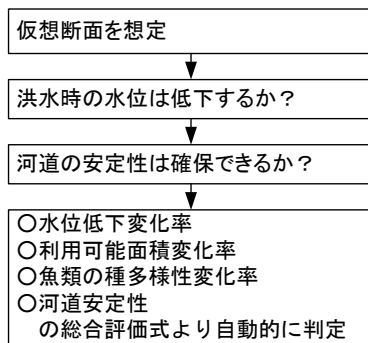 仮想断面を想定
洪水時の水位は低下するか？
河道の安定性は確保できるか？
○水位低下変化率
○利用可能面積変化率
○魚類の種多様性変化率
○河道安定性
の総合評価式より自動的に判定